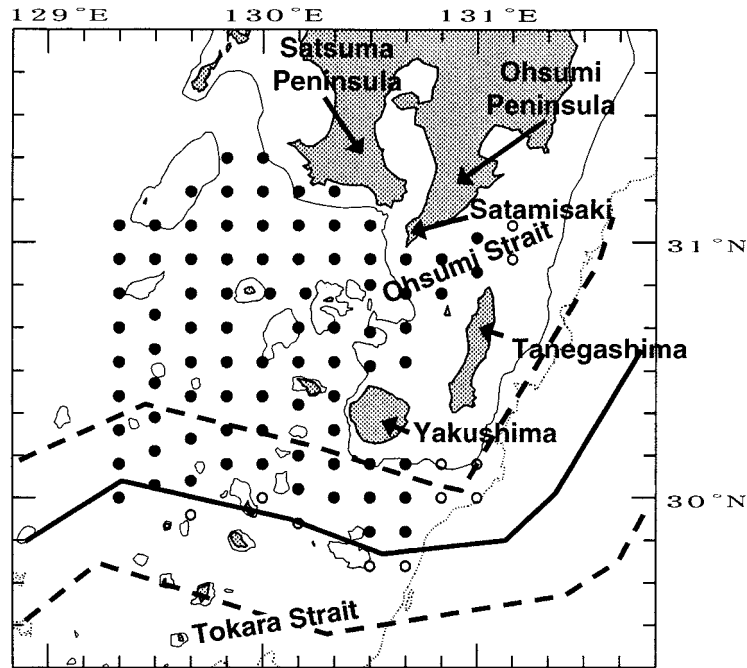 129°E 130°E 131°E
Satsuma
Peninsula
Ohsumi
Peninsula
Satamisaki
Ohsumi Strait
31°N
Tanegashima
Yakushima
30°N
Tokara Strait